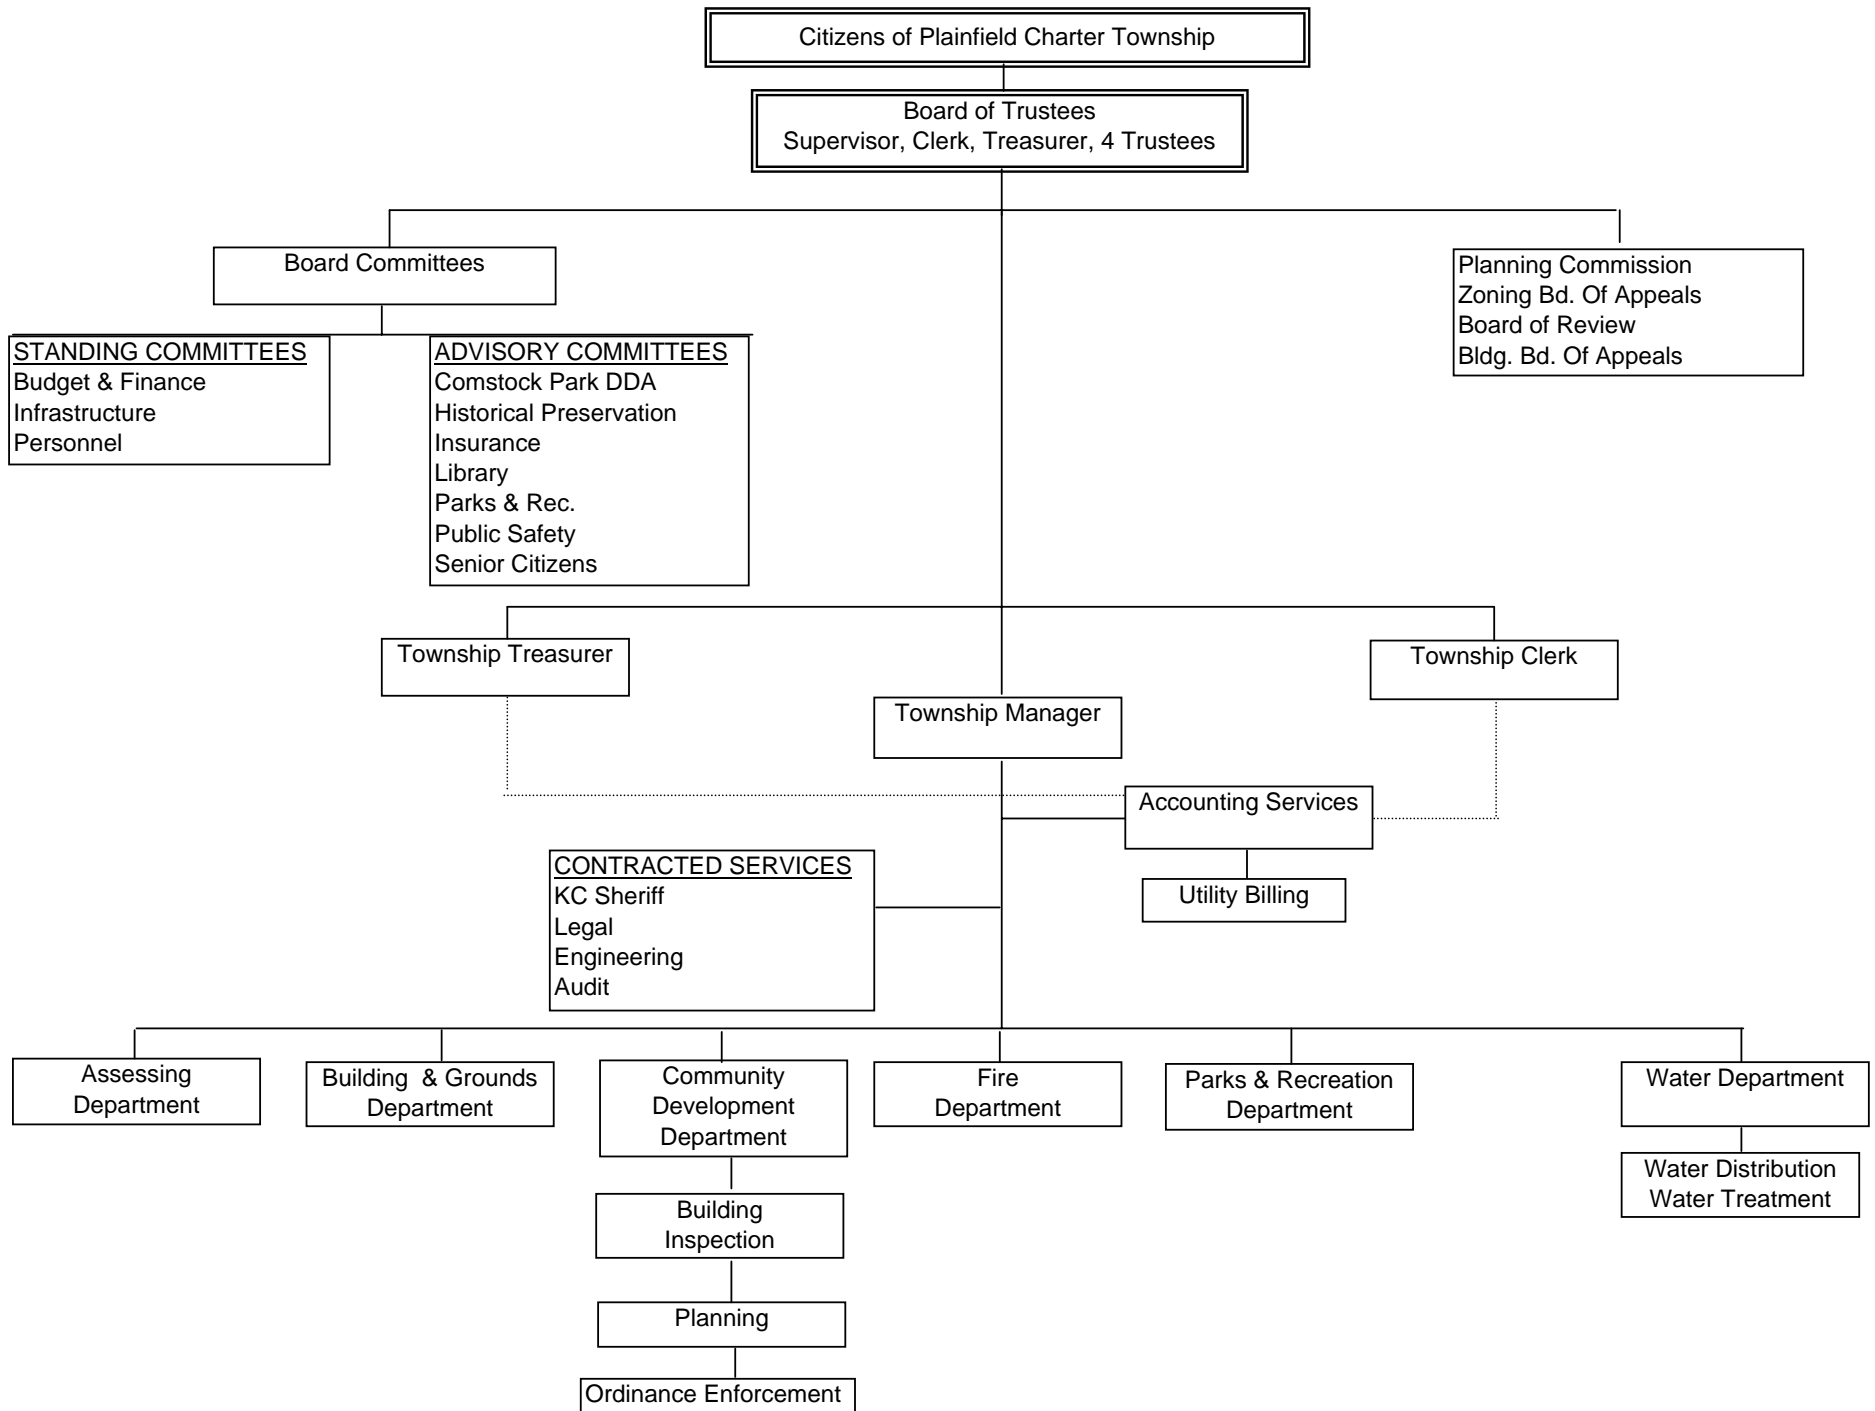 Citizens of Plainfield Charter Township
Board of Trustees
Supervisor, Clerk, Treasurer, 4 Trustees
Board Committees
Planning Commission
Zoning Bd. Of Appeals
Board of Review
Bldg. Bd. Of Appeals
STANDING COMMITTEES
Budget & Finance
Infrastructure
Personnel
ADVISORY COMMITTEES
Comstock Park DDA
Historical Preservation
Insurance
Library
Parks & Rec.
Public Safety
Senior Citizens
Township Treasurer
Township Clerk
Township Manager
Accounting Services
Utility Billing
CONTRACTED SERVICES
KC Sheriff
Legal
Engineering
Audit
Assessing
Department
Building & Grounds
Department
Community
Development
Department
Fire
Department
Parks & Recreation
Department
Water Department
Water Distribution
Water Treatment
Building
Inspection
Planning
Ordinance Enforcement